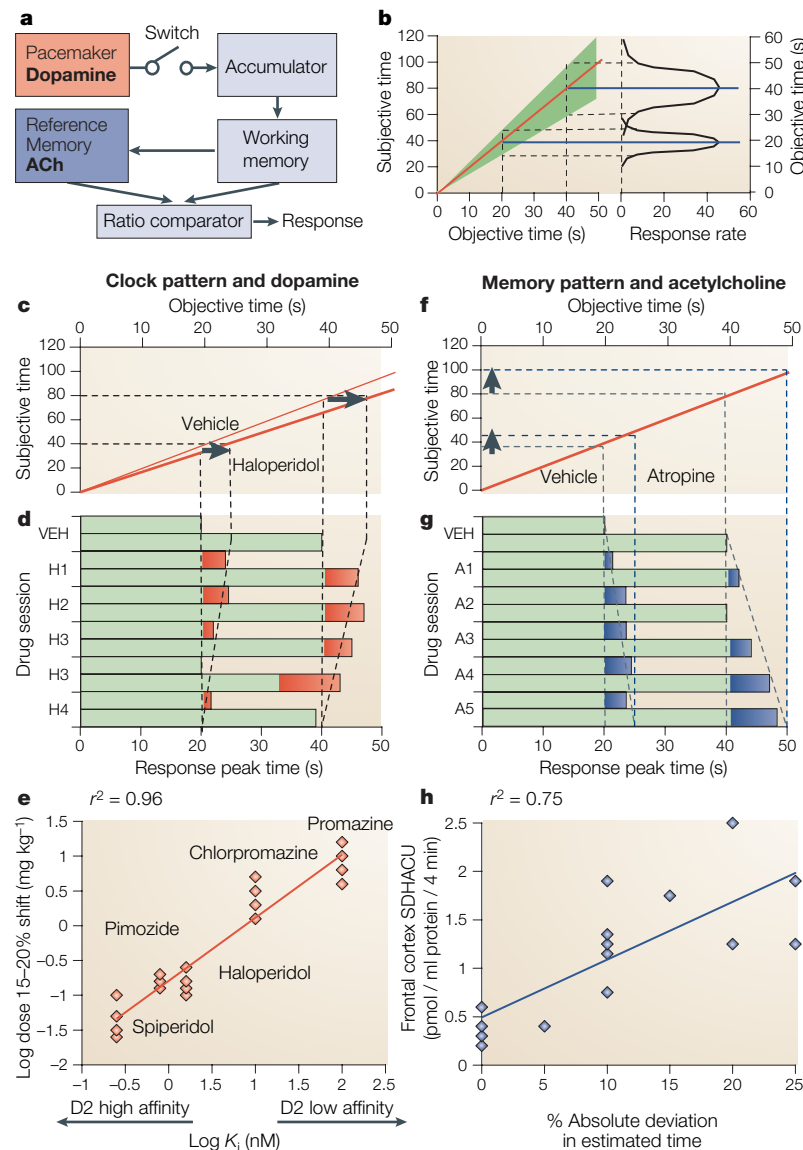 a
Switch
Pacemaker
Dopamine
Accumulator
Reference
Memory
ACh
Working
memory
Ratio comparator
Response
b
Subjective time
120
100
80
60
40
20
0
0 10 20 30 40 50
Objective time (s)
0 20 40 60
Response rate
60
50
40
30
20
10
0
Objective time (s)
Clock pattern and dopamine
c
Objective time (s)
0 10 20 30 40 50
Subjective time
120
100
80
60
40
20
0
Vehicle
Haloperidol
d
Drug session
VEH
H1
H2
H3
H3
H4
0 10 20 30 40 50
Response peak time (s)
e
r² = 0.96
Log dose 15–20% shift (mg kg⁻¹)
1.5
1.0
0.5
0
–0.5
–1
–1.5
–2
Promazine
Chlorpromazine
Pimozide
Haloperidol
Spiperidol
–1 –0.5 0 1.5 1 1.5 2 2.5
D2 high affinity
D2 low affinity
Log Ki (nM)
Memory pattern and acetylcholine
f
Objective time (s)
0 10 20 30 40 50
Subjective time
120
100
80
60
40
20
0
Vehicle
Atropine
g
Drug session
VEH
A1
A2
A3
A4
A5
0 10 20 30 40 50
Response peak time (s)
h
r² = 0.75
Frontal cortex SDHACU
(pmol / ml protein / 4 min)
2.5
2
1.5
1
0.5
0
0 5 10 15 20 25
% Absolute deviation
in estimated time